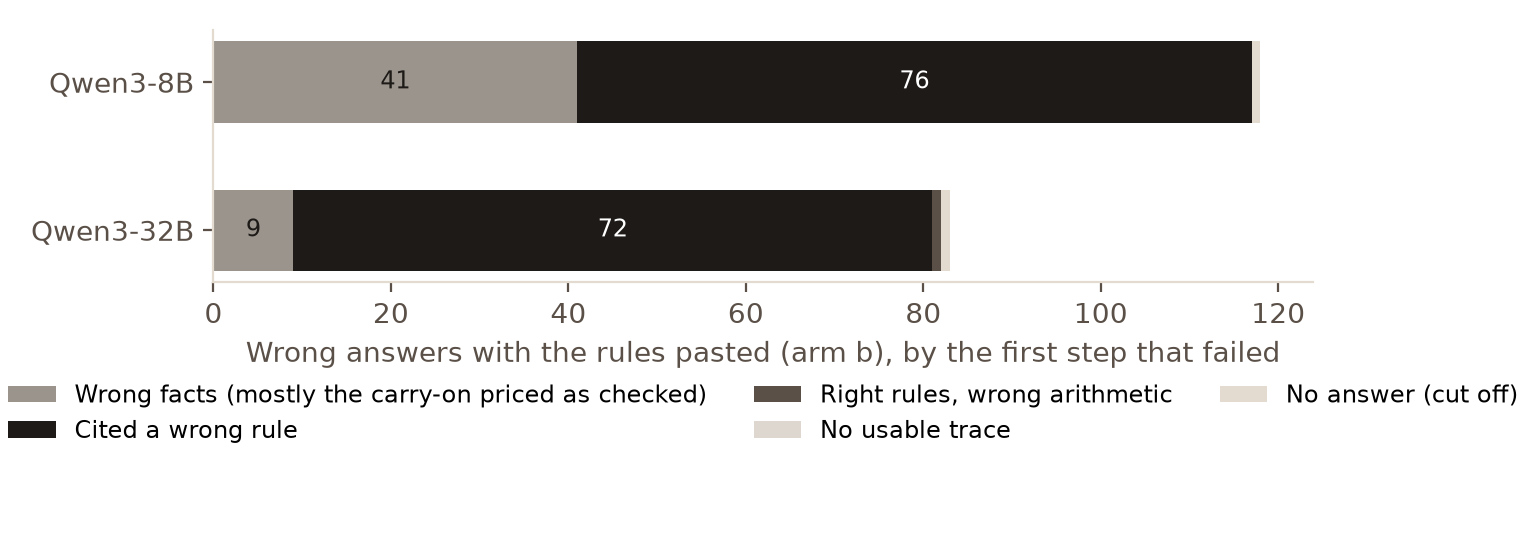 Qwen3-8B
41
76
Qwen3-32B
9
72
0 20 40 60 80 100 120
Wrong answers with the rules pasted (arm b), by the first step that failed
Wrong facts (mostly the carry-on priced as checked) Right rules, wrong arithmetic No answer (cut off)
Cited a wrong rule No usable trace